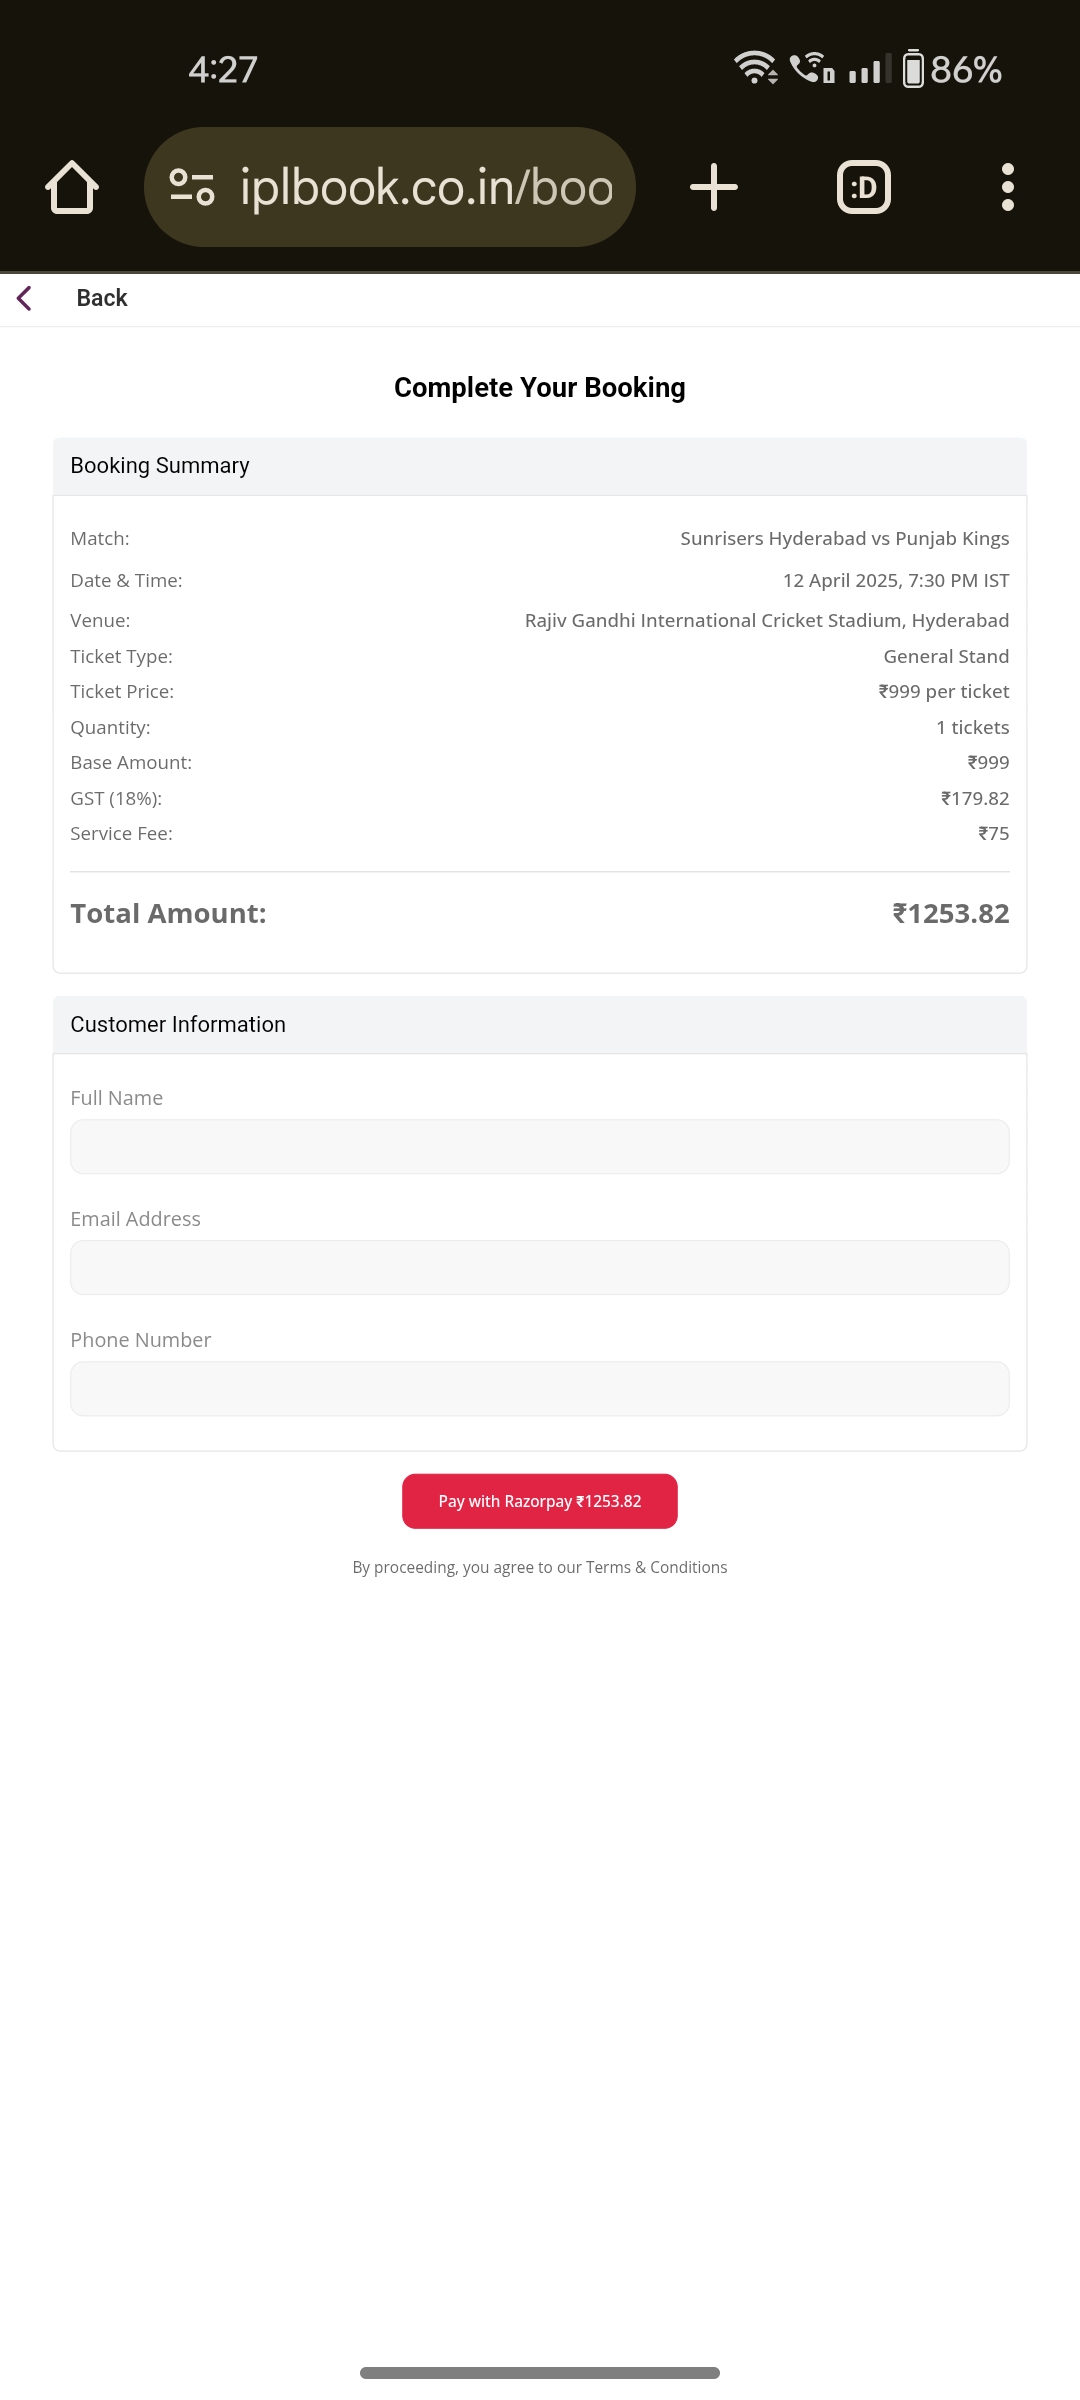 4:27
86%
iplbook.co.in/boo
:D
Back
Complete Your Booking
Booking Summary
Match: Sunrisers Hyderabad vs Punjab Kings
Date & Time: 12 April 2025, 7:30 PM IST
Venue: Rajiv Gandhi International Cricket Stadium, Hyderabad
Ticket Type: General Stand
Ticket Price: ₹999 per ticket
Quantity: 1 tickets
Base Amount: ₹999
GST (18%): ₹179.82
Service Fee: ₹75
Total Amount: ₹1253.82
Customer Information
Full Name
Email Address
Phone Number
Pay with Razorpay ₹1253.82
By proceeding, you agree to our Terms & Conditions